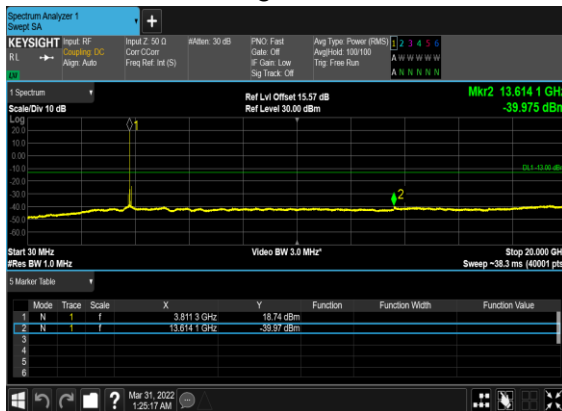 Spectrum Analyzer 1
Swept SA
+
KEYSIGHT Input: RF Input Z: 50 Ω #Atten: 30 dB PNO: Fast Avg Type: Power (RMS) 1 2 3 4 5 6
RL Coupling: DC Corr CCorr Gate: Off Avg|Hold: 100/100 A W W W W W
Align: Auto Freq Ref: Int (S) IF Gain: Low Trig: Free Run
Sig Track: Off A N N N N N
1 Spectrum Ref Lvl Offset 15.57 dB Mkr2 13.614 1 GHz
Scale/Div 10 dB Ref Level 30.00 dBm -39.975 dBm
Log
20.0
10.0
0.00
-10.0
-20.0
-30.0
-40.0
-50.0
-60.0
1
DL1 -13.00 dB
2
Start 30 MHz Video BW 3.0 MHz* Stop 20.000 GH
#Res BW 1.0 MHz Sweep ~38.3 ms (40001 pts
5 Marker Table
Mode Trace Scale X Y Function Function Width Function Value
1 N 1 f 3.811 3 GHz 18.74 dBm
2 N 1 f 13.614 1 GHz -39.97 dBm
3
4
5
6
? Mar 31, 2022
1:25:17 AM